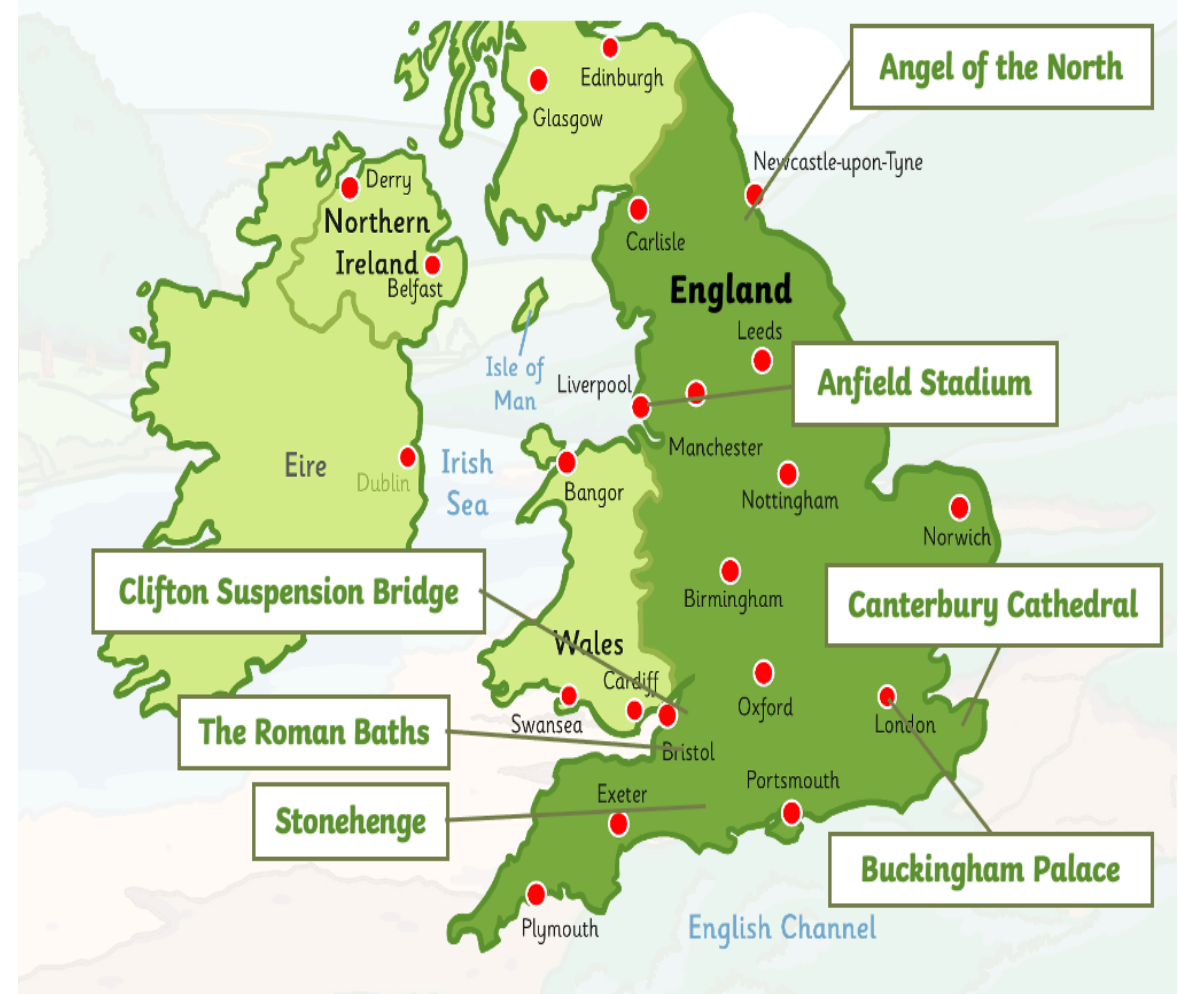 Angel of the North
Edinburgh
Glasgow
Newcastle-upon-Tyne
Derry
Northern
Ireland
Belfast
Carlisle
England
Leeds
Isle of
Man
Liverpool
Anfield Stadium
Manchester
Eire
Dublin
Irish
Sea
Bangor
Nottingham
Norwich
Clifton Suspension Bridge
Birmingham
Canterbury Cathedral
Wales
Cardiff
Swansea
Oxford
London
The Roman Baths
Bristol
Stonehenge
Exeter
Portsmouth
Buckingham Palace
Plymouth
English Channel